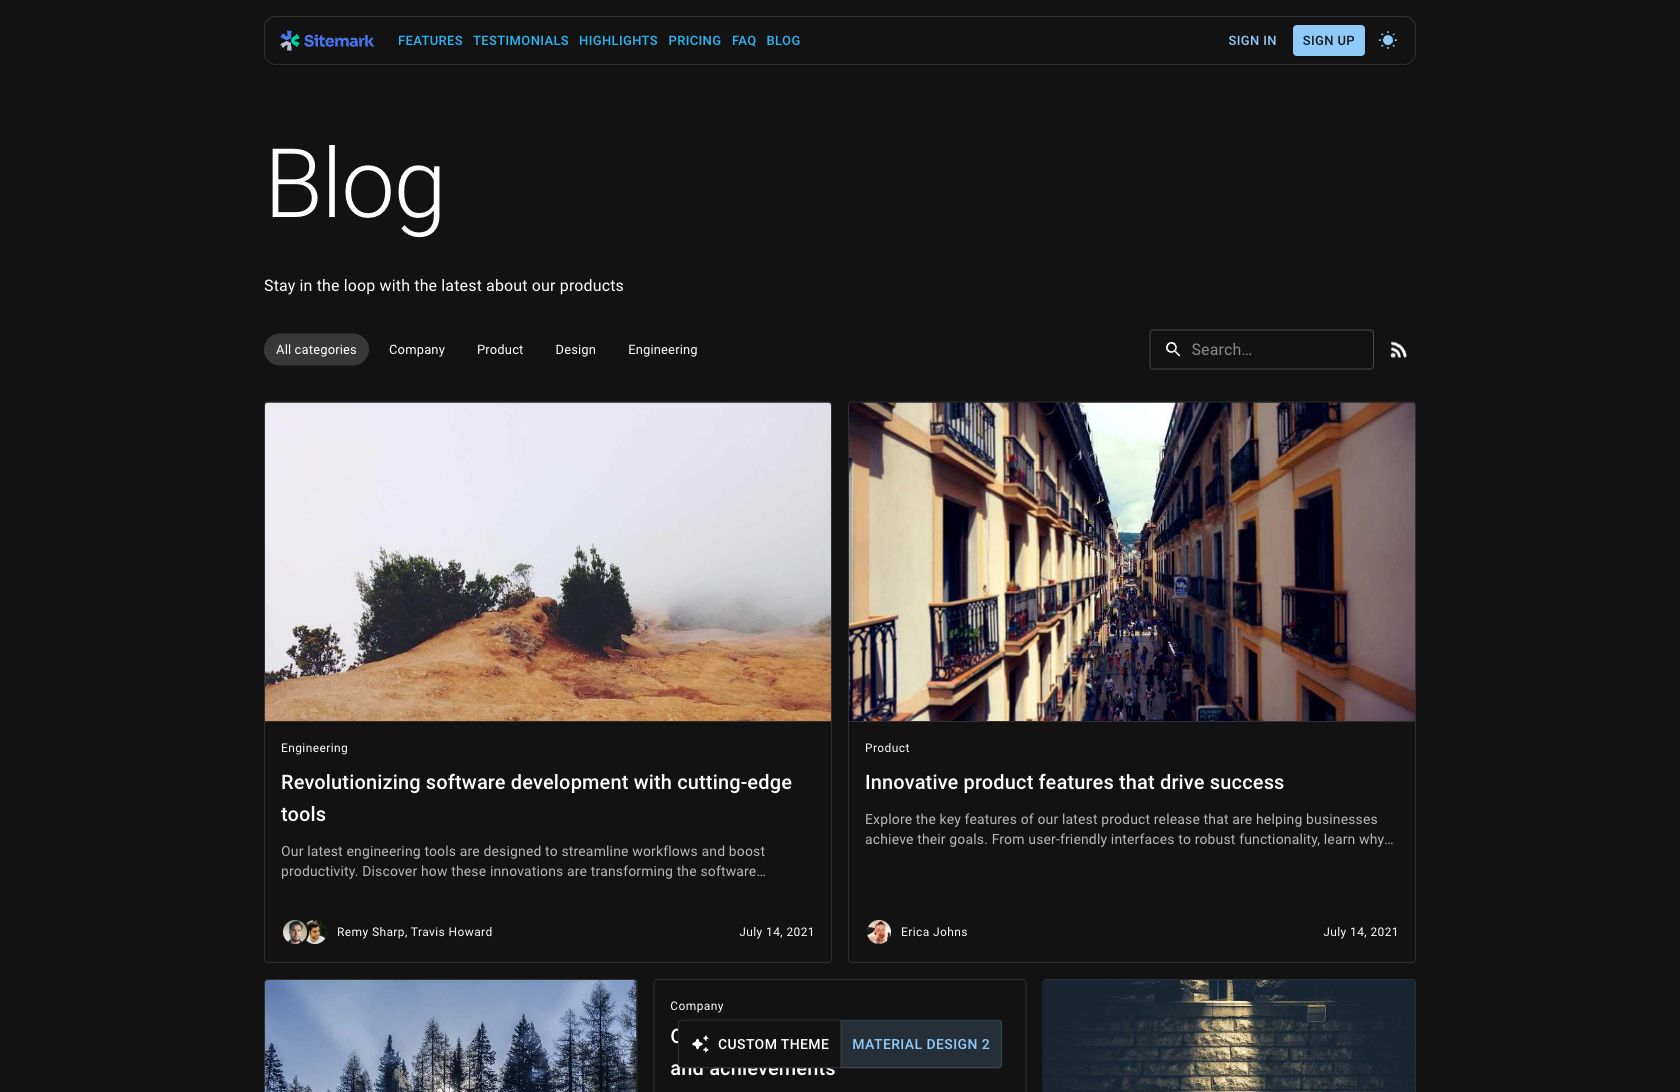 Sitemark FEATURES TESTIMONIALS HIGHLIGHTS PRICING FAQ BLOG SIGN IN SIGN UP
Blog
Stay in the loop with the latest about our products
All categories Company Product Design Engineering Search…
Engineering
Revolutionizing software development with cutting-edge
tools
Our latest engineering tools are designed to streamline workflows and boost
productivity. Discover how these innovations are transforming the software…
Remy Sharp, Travis Howard July 14, 2021
Product
Innovative product features that drive success
Explore the key features of our latest product release that are helping businesses
achieve their goals. From user-friendly interfaces to robust functionality, learn why…
Erica Johns July 14, 2021
Company
and achievements
CUSTOM THEME MATERIAL DESIGN 2